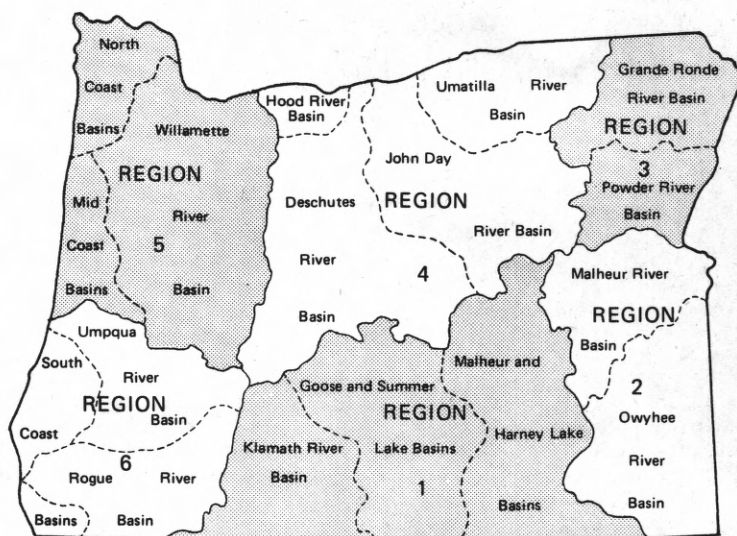 North
Coast
Basins
Willamette
River
Basin
REGION
5
Mid
Coast
Basins
Hood River
Basin
Umatilla River
Basin
John Day
River Basin
Deschutes
River
Basin
REGION
4
Grande Ronde
River Basin
REGION
3
Powder River
Basin
Malheur River
Basin
REGION
2
Owyhee
River
Basin
Umpqua
River
Basin
South
Coast
Basins
REGION
6
Rogue River
Basin
Klamath River
Basin
Goose and Summer
Lake Basins
REGION
1
Malheur and
Harney Lake
Basins